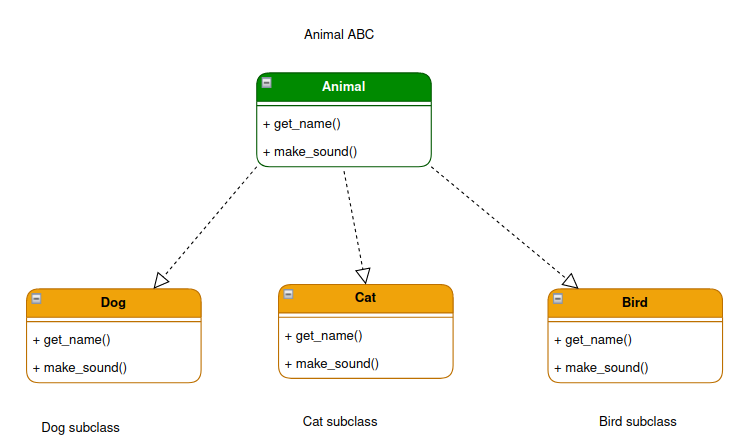 Animal ABC
Animal
+ get_name()
+ make_sound()
Dog
+ get_name()
+ make_sound()
Cat
+ get_name()
+ make_sound()
Bird
+ get_name()
+ make_sound()
Dog subclass
Cat subclass
Bird subclass